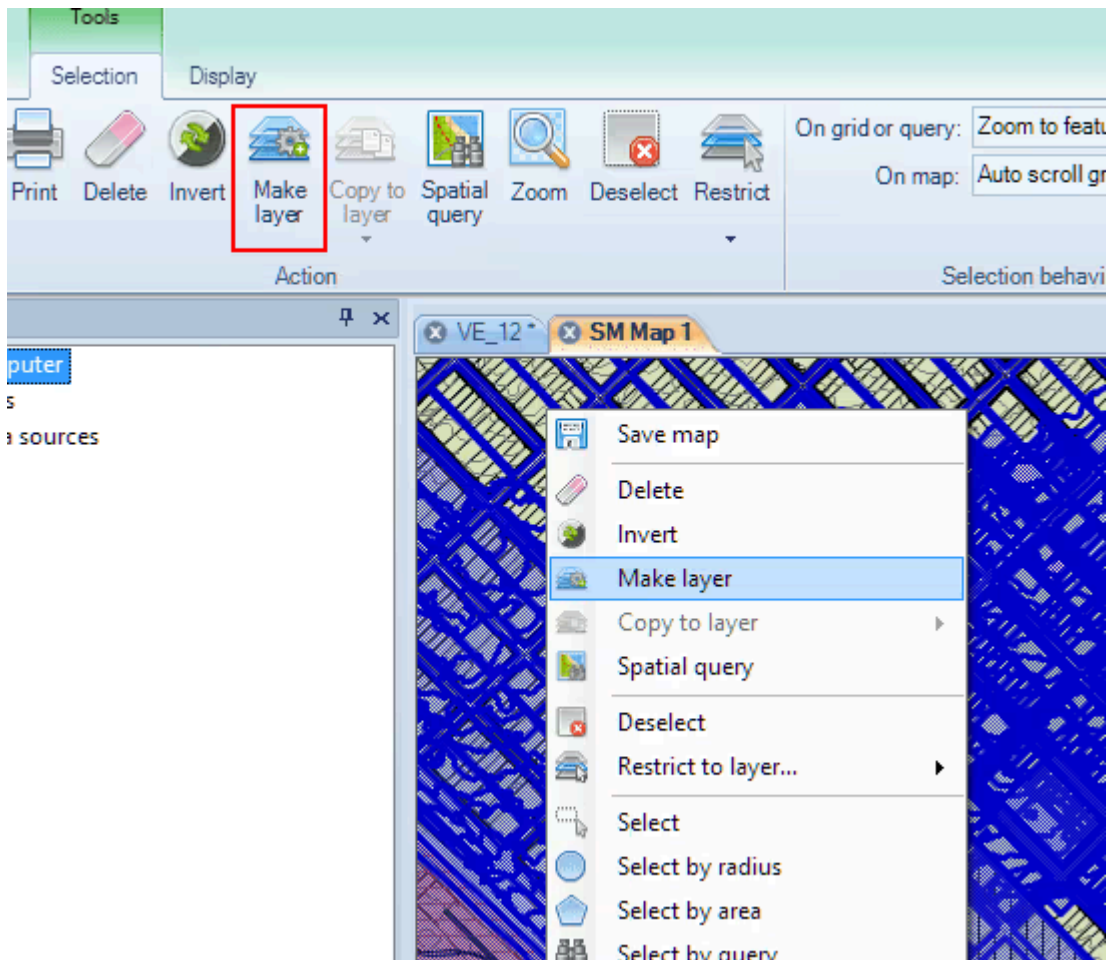 Tools
Selection Display
Print Delete Invert Make layer Copy to layer Spatial query Zoom Deselect Restrict
On grid or query: Zoom to featu
On map: Auto scroll gr
Action
Selection behavi
puter
s
a sources
VE_12 * SM Map 1
Save map
Delete
Invert
Make layer
Copy to layer
Spatial query
Deselect
Restrict to layer...
Select
Select by radius
Select by area
Select by query